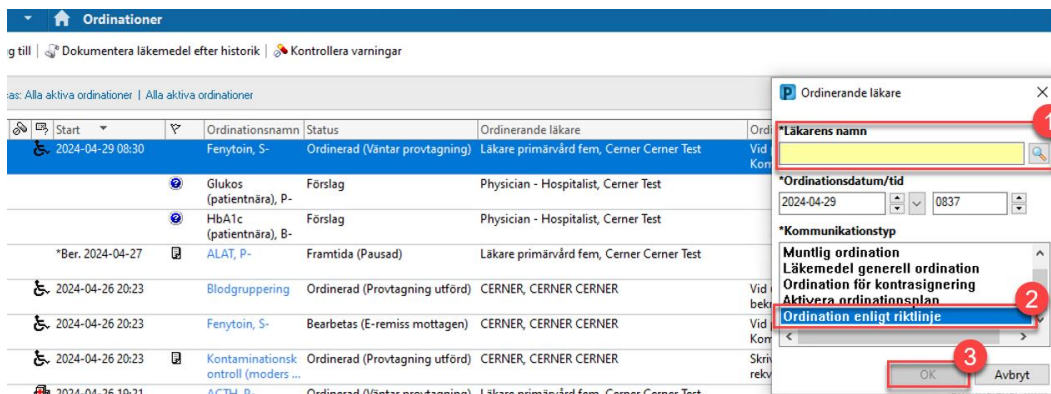 Ordinationer
g till | Dokumentera läkemedel efter historik | Kontrollera varningar
as: Alla aktiva ordinationer | Alla aktiva ordinationer
Start Ordinationsnamn Status Ordinerande läkare Ordi
2024-04-29 08:30 Fenytoin, S- Ordinerad (Väntar provtagning) Läkare primärvård fem, Cerner Cerner Test Vid
Kon
Glukos Förslag Physician - Hospitalist, Cerner Test
(patientnära), P-
HbA1c Förslag Physician - Hospitalist, Cerner Test
(patientnära), B-
*Ber. 2024-04-27 ALAT, P- Framtida (Pausad) Läkare primärvård fem, Cerner Cerner Test
2024-04-26 20:23 Blodgruppering Ordinerad (Provtagning utförd) CERNER, CERNER CERNER Vid
bek
2024-04-26 20:23 Fenytoin, S- Bearbetas (E-remiss mottagen) CERNER, CERNER CERNER Vid
Kon
2024-04-26 20:23 Kontaminationsk Ordinerad (Provtagning utförd) CERNER, CERNER CERNER Skriv
ontroll (moders ... rekv
2024-04-26 19:21 ACTH, P- Ordinerad (Väntar provtagning) Läkare primärvård fem, Cerner Cerner Test
Ordinerande läkare
1
*Läkarens namn
*Ordinationsdatum/tid
2024-04-29 0837
*Kommunikationstyp
Muntlig ordination
Läkemedel generell ordination
Ordination för kontrasignering
Aktivera ordinationsplan
2
Ordination enligt riktlinje
3
OK Avbryt